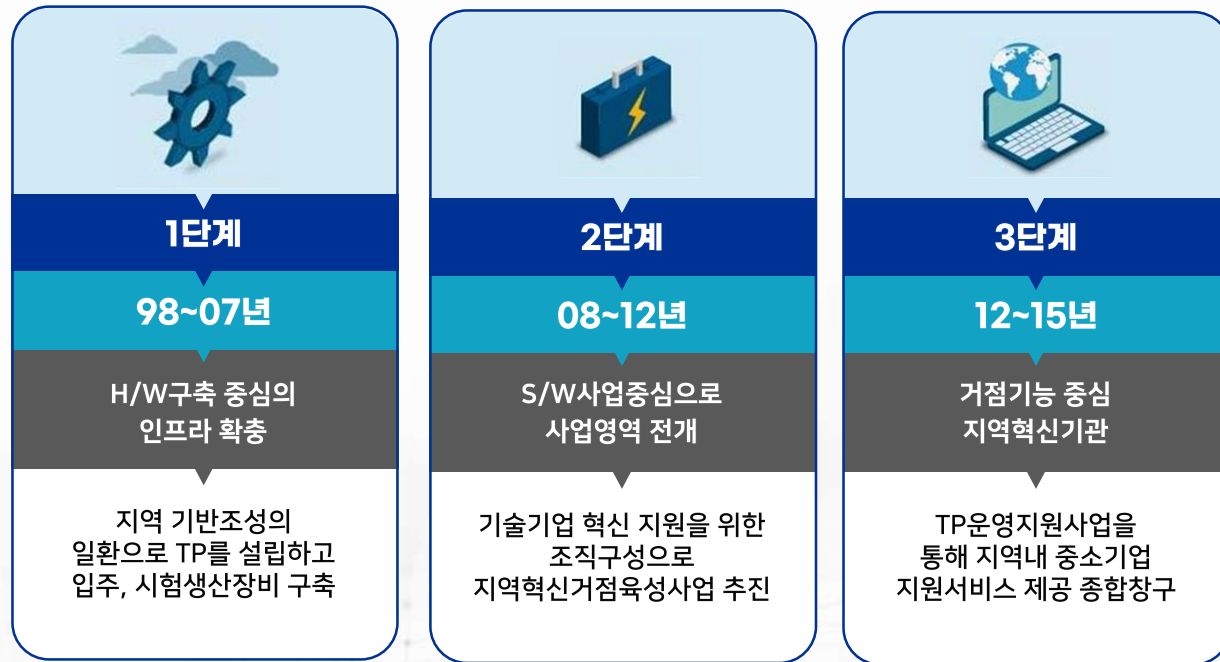 1단계
98~07년
H/W구축 중심의
인프라 확충
지역 기반조성의
일환으로 TP를 설립하고
입주, 시험생산장비 구축
2단계
08~12년
S/W사업중심으로
사업영역 전개
기술기업 혁신 지원을 위한
조직구성으로
지역혁신거점육성사업 추진
3단계
12~15년
거점기능 중심
지역혁신기관
TP운영지원사업을
통해 지역내 중소기업
지원서비스 제공 종합창구